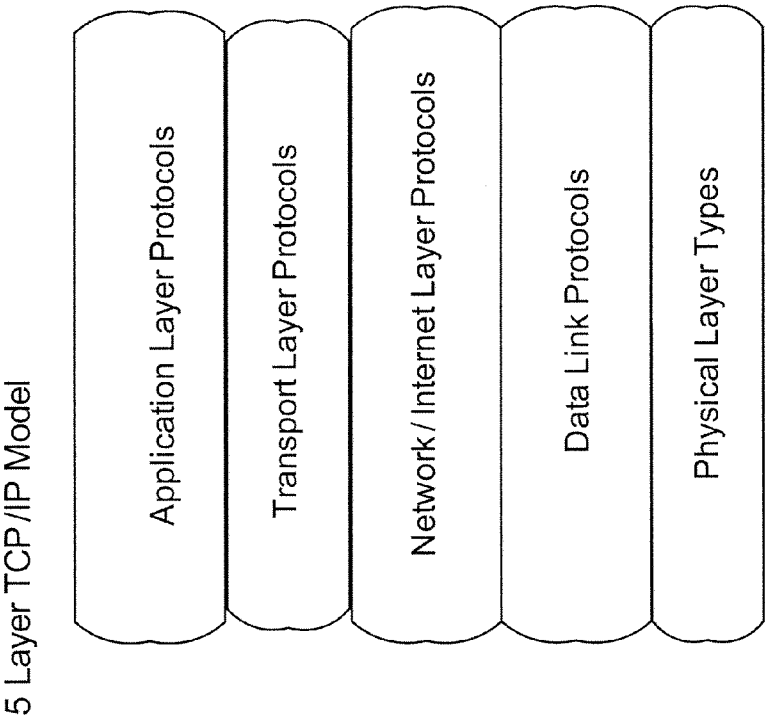 5 Layer TCP/IP Model
Application Layer Protocols
Transport Layer Protocols
Network / Internet Layer Protocols
Data Link Protocols
Physical Layer Types